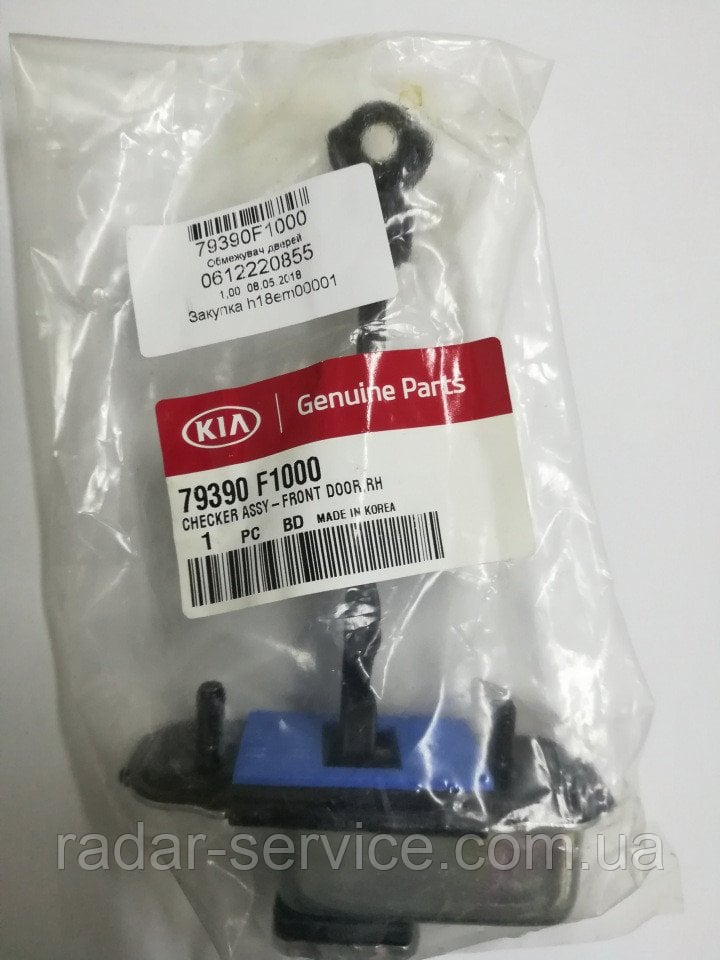 79390F1000
Обмежувач дверей
0612220855
1,00 08.05.2018
Закупка h18em00001
KIA Genuine Parts
79390 F1000
CHECKER ASSY-FRONT DOOR,RH
1 PC BD MADE IN KOREA
radar-service.com.ua